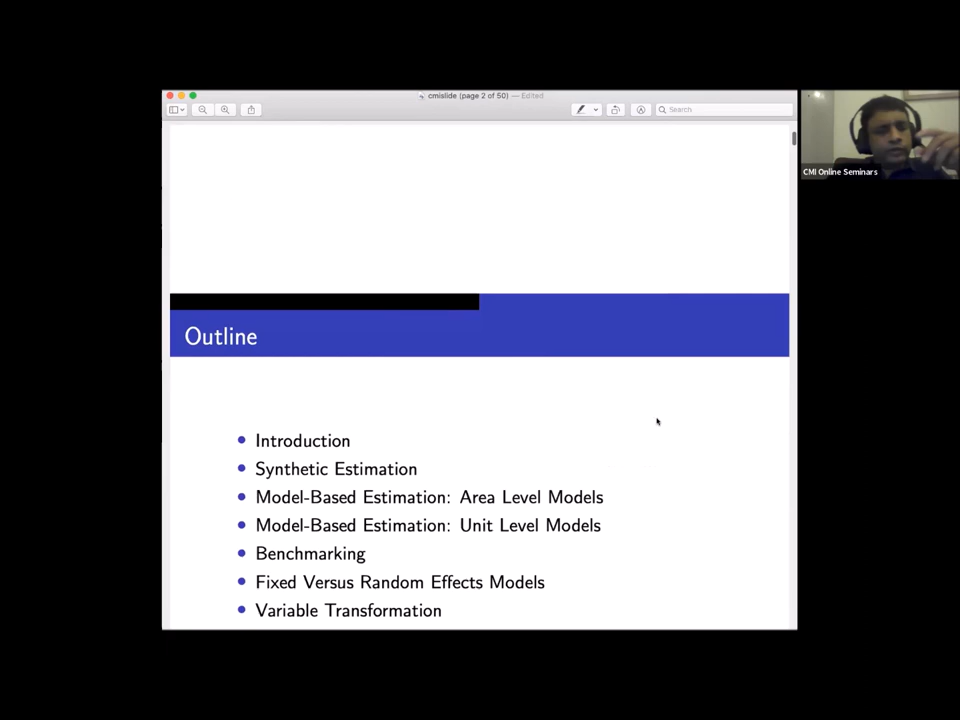 cmislide (page 2 of 50) — Edited
Search
CMI Online Seminars
Outline
Introduction
Synthetic Estimation
Model-Based Estimation: Area Level Models
Model-Based Estimation: Unit Level Models
Benchmarking
Fixed Versus Random Effects Models
Variable Transformation